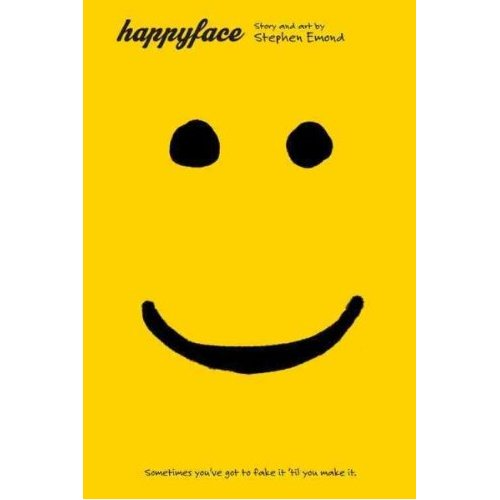 happyface
Story and art by
Stephen Emond
Sometimes you've got to fake it 'til you make it.